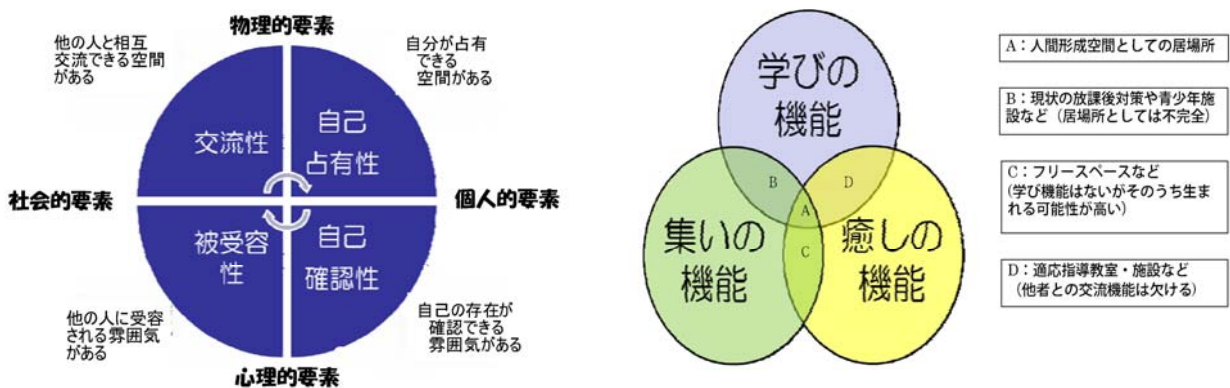 物理的要素
他の人と相互
交流できる空間
がある
自分が占有
できる
空間がある
交流性
自己
占有性
社会的要素
個人的要素
被受容
性
自己
確認性
他の人に受容
される雰囲気
がある
自己の存在が
確認できる
雰囲気がある
心理的要素
学びの
機能
B
D
A
C
集いの
機能
癒しの
機能
A:人間形成空間としての居場所
B:現状の放課後対策や青少年施
設など(居場所としては不完全)
C:フリースペースなど
(学び機能はないがそのうち生ま
れる可能性が高い)
D:適応指導教室・施設など
(他者との交流機能は欠ける)